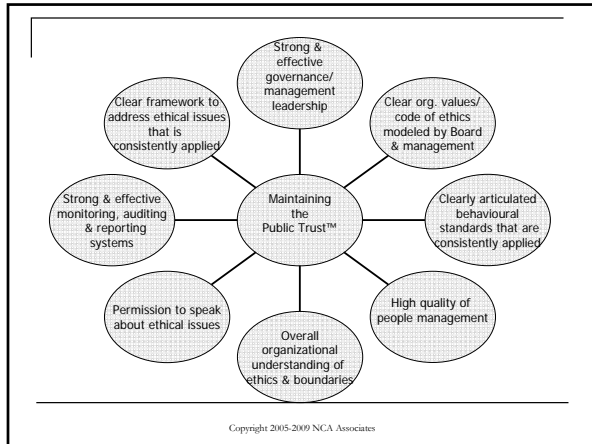 Strong &
effective
governance/
management
leadership
Clear org. values/
code of ethics
modeled by Board
& management
Clearly articulated
behavioural
standards that are
consistently applied
High quality of
people management
Overall
organizational
understanding of
ethics & boundaries
Permission to speak
about ethical issues
Strong & effective
monitoring, auditing
& reporting
systems
Clear framework to
address ethical issues
that is
consistently applied
Maintaining
the
Public Trust™
Copyright 2005-2009 NCA Associates